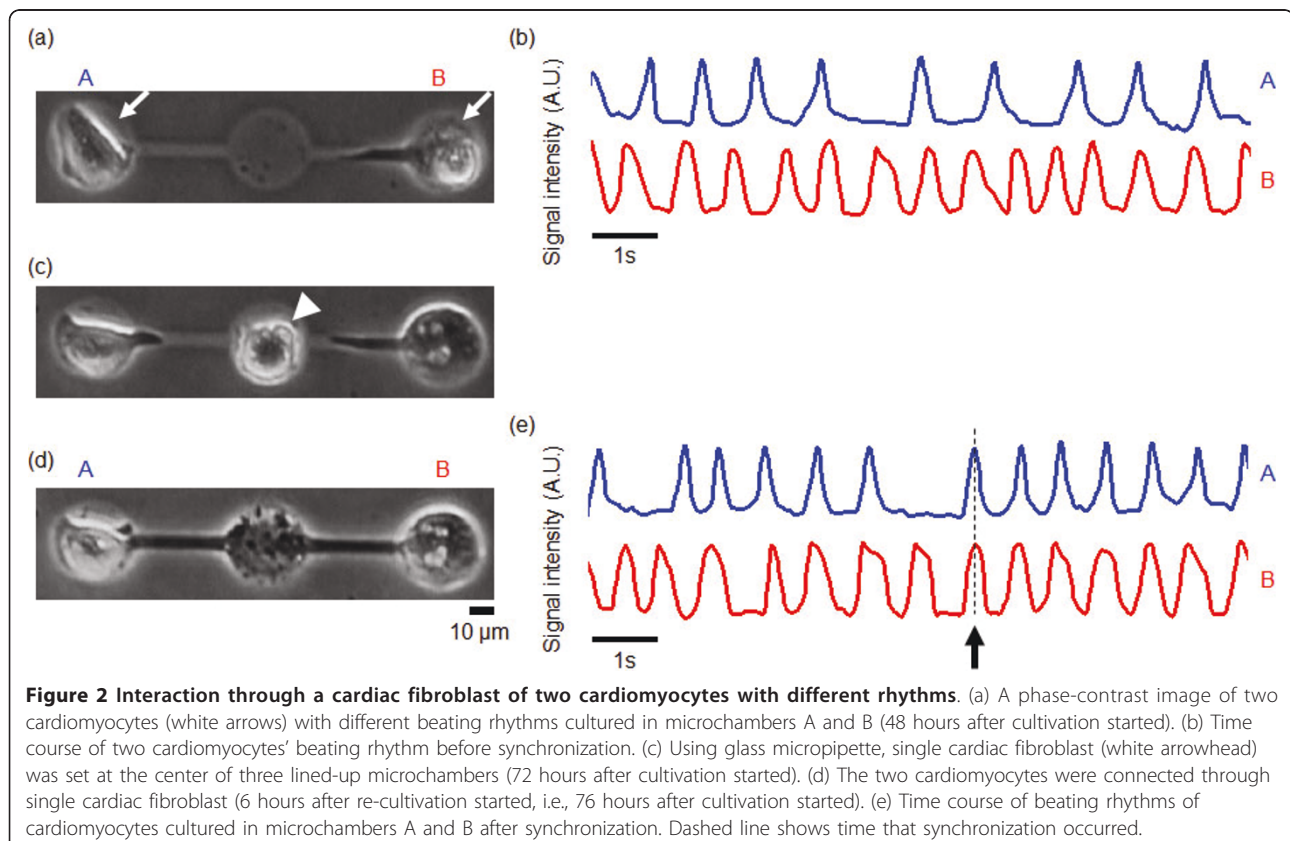 (a)
A
B
(b)
Signal intensity (A.U.)
A
B
1s
(c)
(d)
A
B
10 µm
(e)
Signal intensity (A.U.)
A
B
1s
Figure 2 Interaction through a cardiac fibroblast of two cardiomyocytes with different rhythms. (a) A phase-contrast image of two
cardiomyocytes (white arrows) with different beating rhythms cultured in microchambers A and B (48 hours after cultivation started). (b) Time
course of two cardiomyocytes' beating rhythm before synchronization. (c) Using glass micropipette, single cardiac fibroblast (white arrowhead)
was set at the center of three lined-up microchambers (72 hours after cultivation started). (d) The two cardiomyocytes were connected through
single cardiac fibroblast (6 hours after re-cultivation started, i.e., 76 hours after cultivation started). (e) Time course of beating rhythms of
cardiomyocytes cultured in microchambers A and B after synchronization. Dashed line shows time that synchronization occurred.